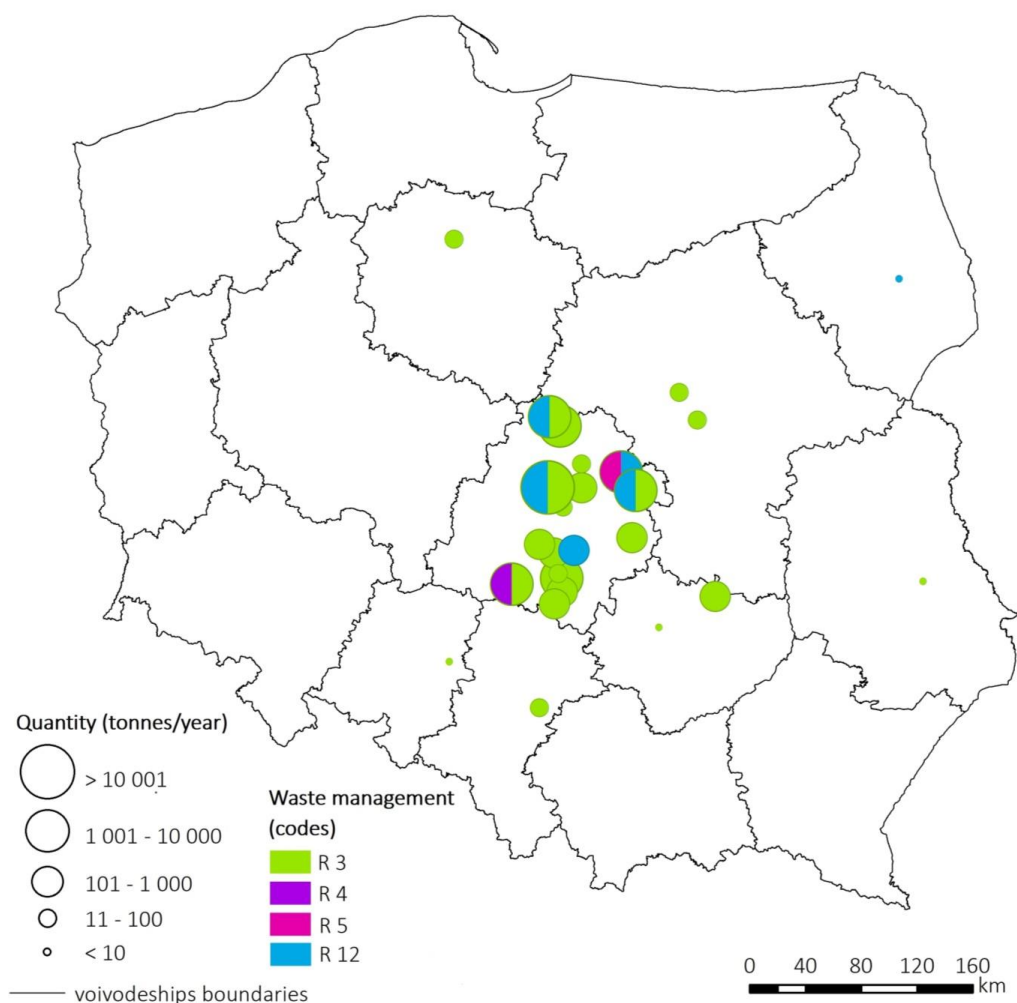 Quantity (tonnes/year)
> 10 001
1 001 - 10 000
101 - 1 000
11 - 100
< 10
voivodeships boundaries
Waste management
(codes)
R 3
R 4
R 5
R 12
0 40 80 120 160
km